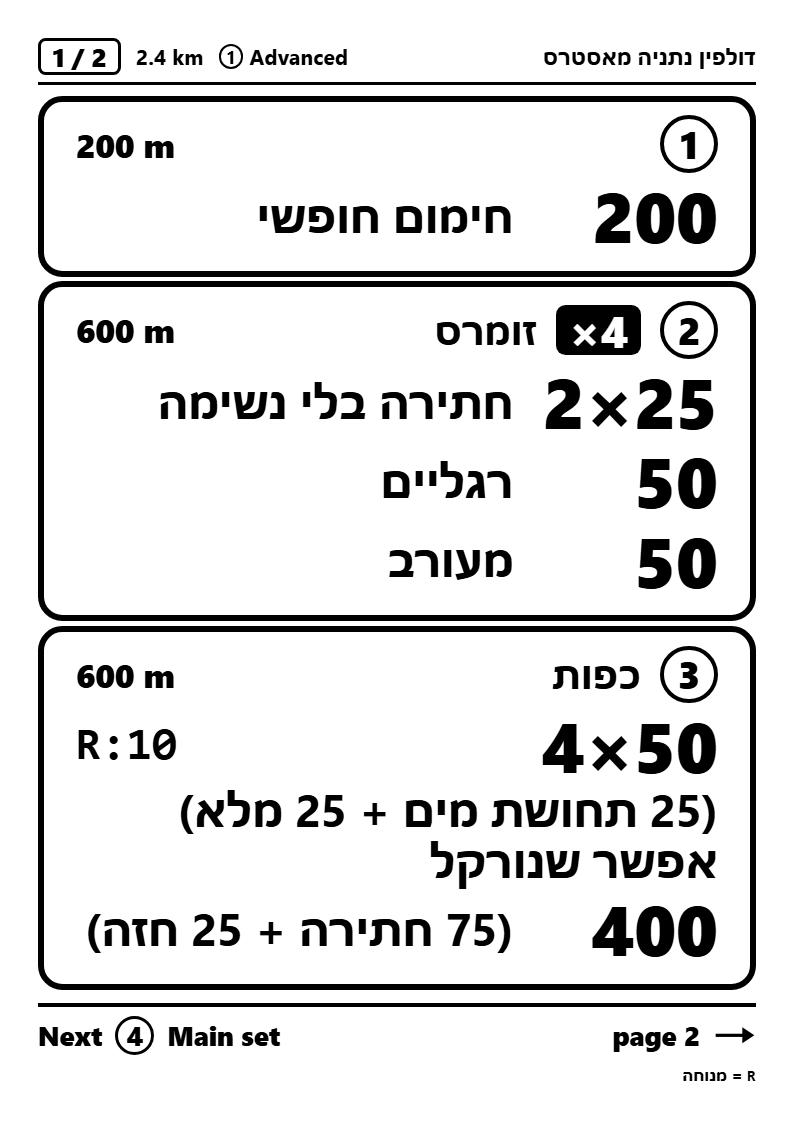 דולפין נתניה מאסטרס ① Advanced 2.4 km 1 / 2
① 200 m
200 חימום חופשי
② ×4 זומרס 600 m
2×25 חתירה בלי נשימה
50 רגליים
50 מעורב
③ כפות 600 m
4×50 R:10
(25 תחושת מים + 25 מלא)
אפשר שנורקל
400 (75 חתירה + 25 חזה)
Next ④ Main set page 2 →
R = מנוחה